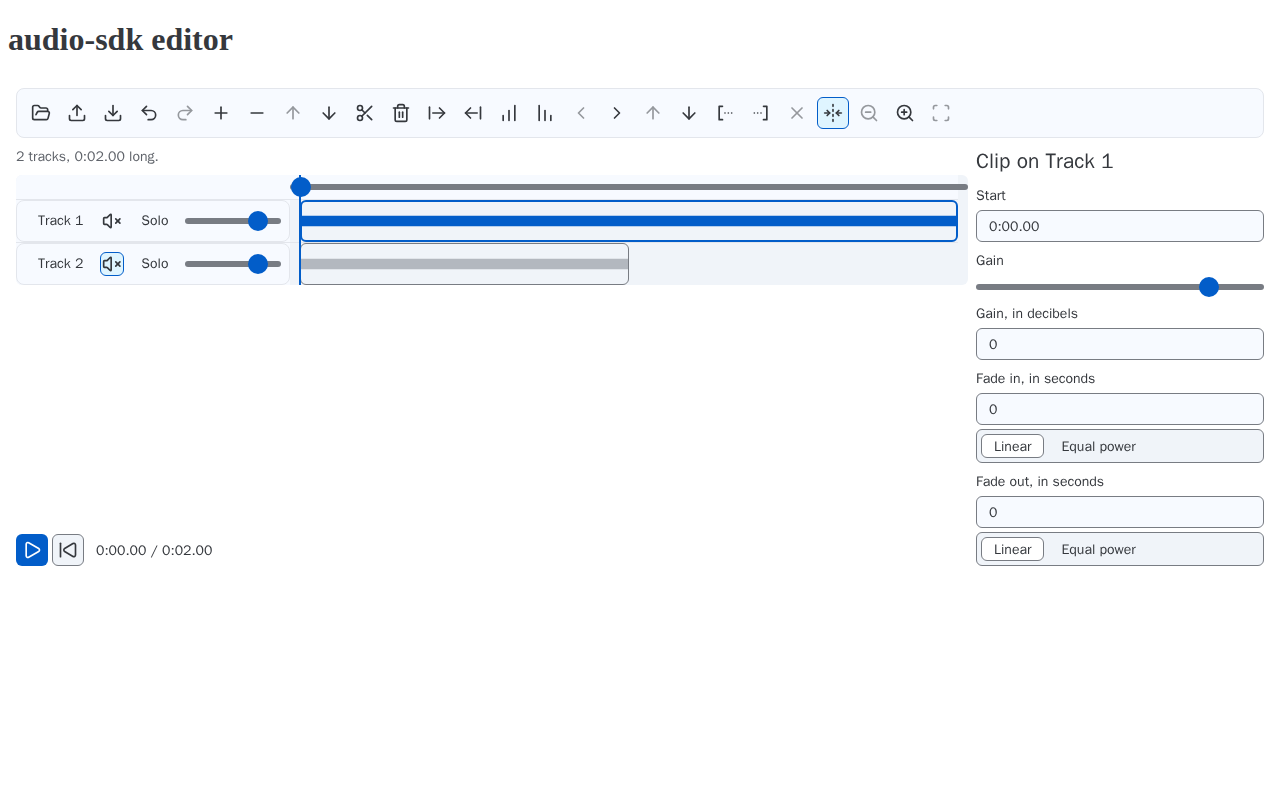 audio-sdk editor
2 tracks, 0:02.00 long.
Clip on Track 1
Start
0:00.00
Track 1 Solo
Track 2 Solo
Gain
Gain, in decibels
0
Fade in, in seconds
0
Linear Equal power
Fade out, in seconds
0
Linear Equal power
0:00.00 / 0:02.00